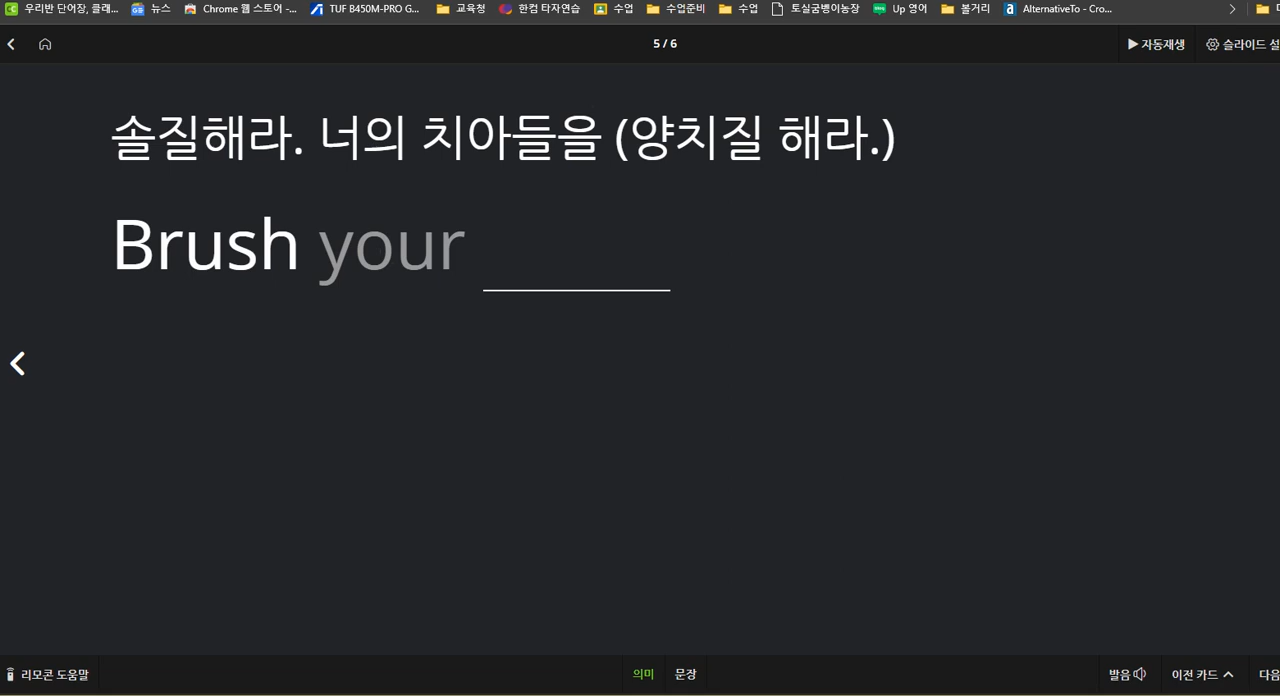 우리반 단어장, 클래... 뉴스 Chrome 웹 스토어 -... TUF B450M-PRO G... 교육청 한컴 타자연습 수업 수업준비 수업 토실굼벵이농장 Up 영어 볼거리 AlternativeTo - Cro...
5 / 6 자동재생 슬라이드 설
솔질해라. 너의 치아들을 (양치질 해라.)
Brush your
리모콘 도움말 의미 문장 발음 이전 카드 다음